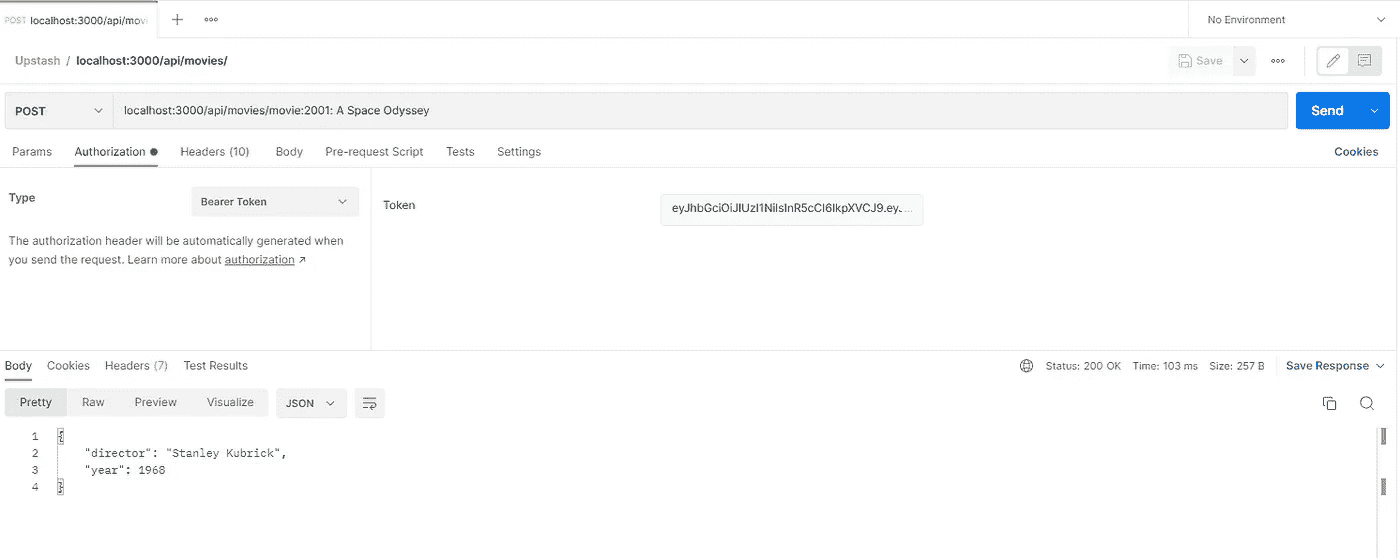 POST localhost:3000/api/mov
No Environment
Upstash / localhost:3000/api/movies/
Save
POST
localhost:3000/api/movies/movie:2001: A Space Odyssey
Send
Params Authorization Headers (10) Body Pre-request Script Tests Settings
Cookies
Type
Bearer Token
The authorization header will be automatically generated when
you send the request. Learn more about authorization ↗
Token
eyJhbGciOiJIUzI1NiIsInR5cCI6IkpXVCJ9.eyJ...
Body Cookies Headers (7) Test Results
Status: 200 OK Time: 103 ms Size: 257 B
Save Response
Pretty Raw Preview Visualize JSON
1 {
2 "director": "Stanley Kubrick",
3 "year": 1968
4 }